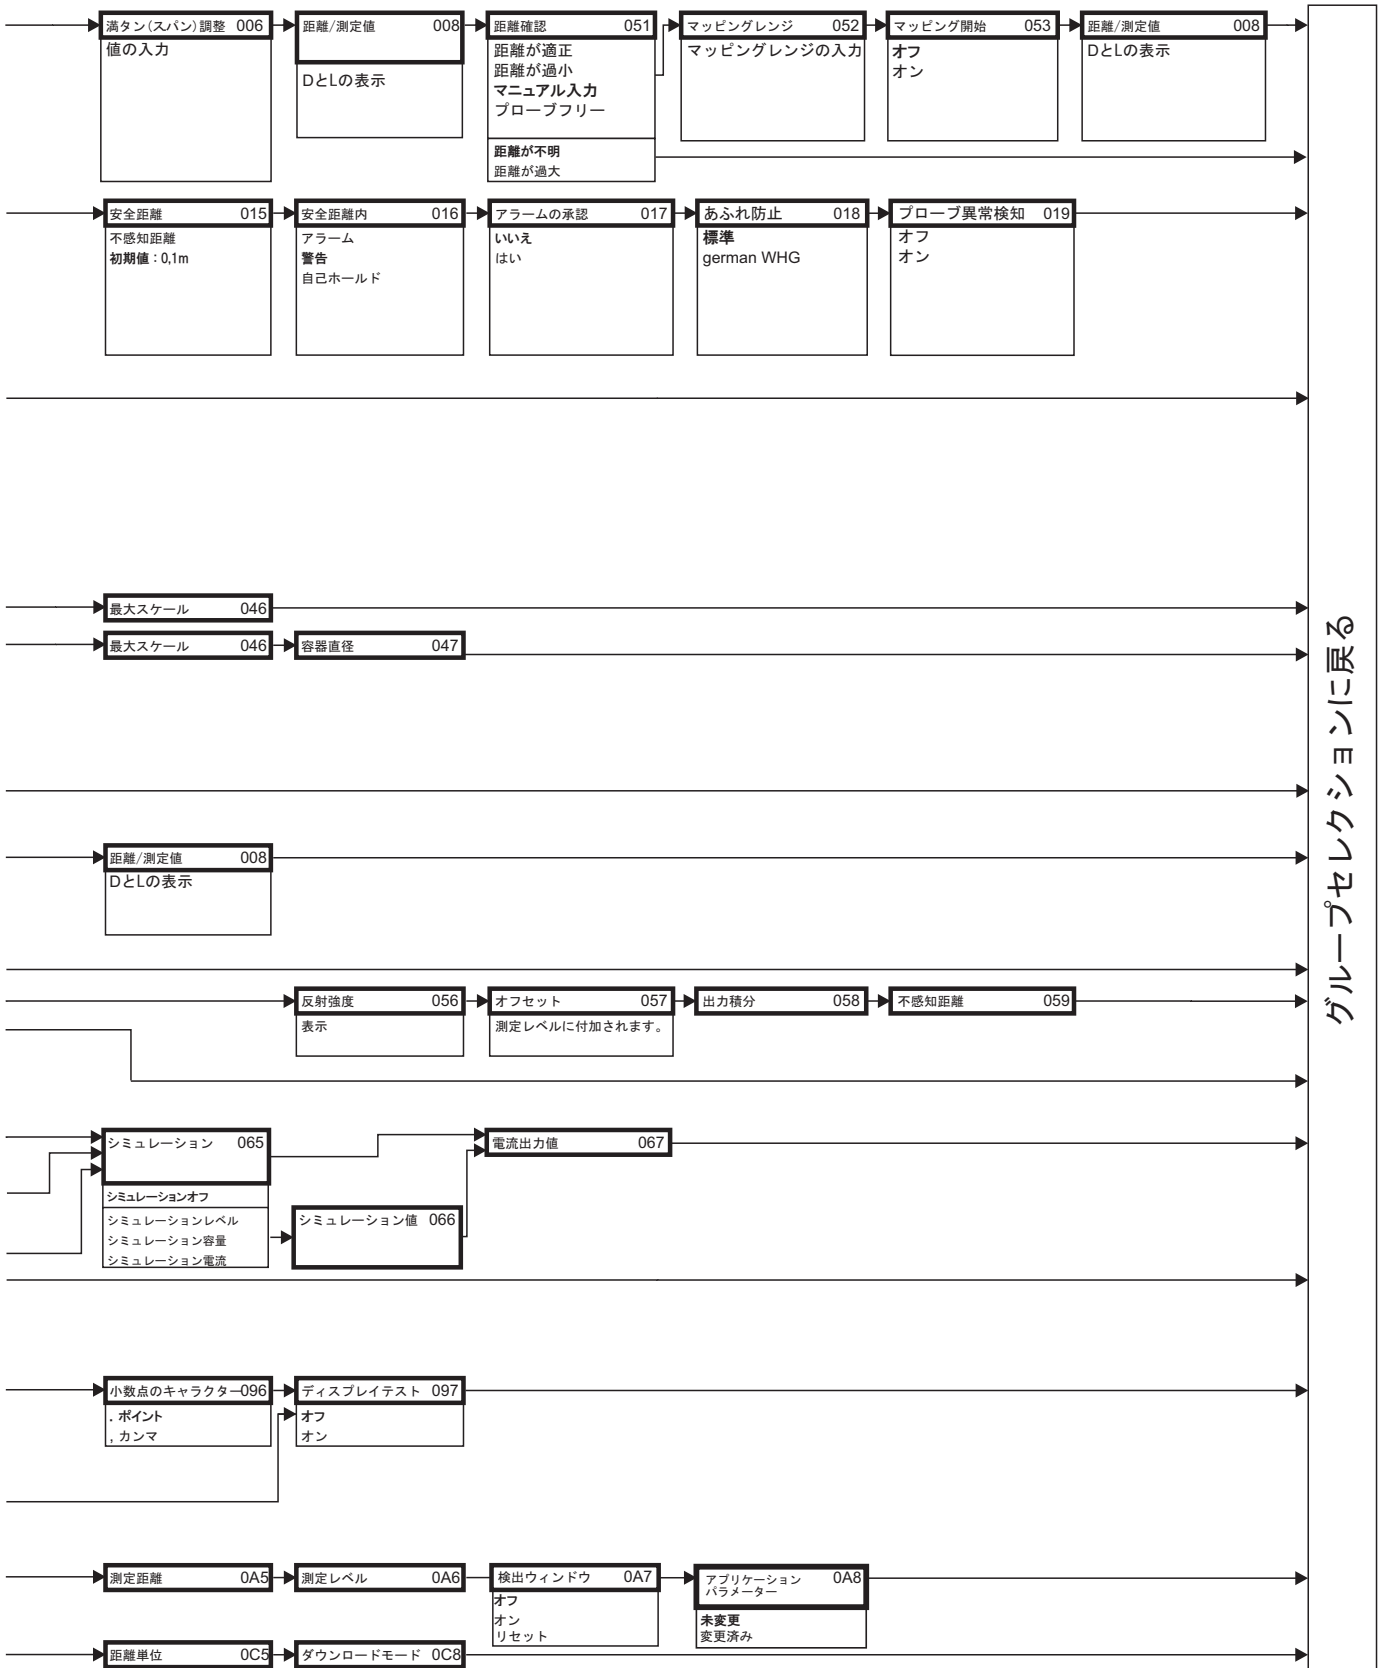 満タン(スパン)調整 006
値の入力
距離/測定値 008
DとLの表示
距離確認 051
距離が適正
距離が過小
マニュアル入力
プローブフリー
距離が不明
距離が過大
マッピングレンジ 052
マッピングレンジの入力
マッピング開始 053
オフ
オン
距離/測定値 008
DとLの表示
安全距離 015
不感知距離
初期値：0,1m
安全距離内 016
アラーム
警告
自己ホールド
アラームの承認 017
いいえ
はい
あふれ防止 018
標準
german WHG
プローブ異常検知 019
オフ
オン
最大スケール 046
最大スケール 046
容器直径 047
距離/測定値 008
DとLの表示
反射強度 056
表示
オフセット 057
測定レベルに付加されます。
出力積分 058
不感知距離 059
シミュレーション 065
シミュレーションオフ
シミュレーションレベル
シミュレーション容量
シミュレーション電流
シミュレーション値 066
電流出力値 067
小数点のキャラクター 096
. ポイント
, カンマ
ディスプレイテスト 097
オフ
オン
測定距離 0A5
測定レベル 0A6
検出ウィンドウ 0A7
オフ
オン
リセット
アプリケーション 0A8
パラメーター
未変更
変更済み
距離単位 0C5
ダウンロードモード 0C8
グループセレクションに戻る